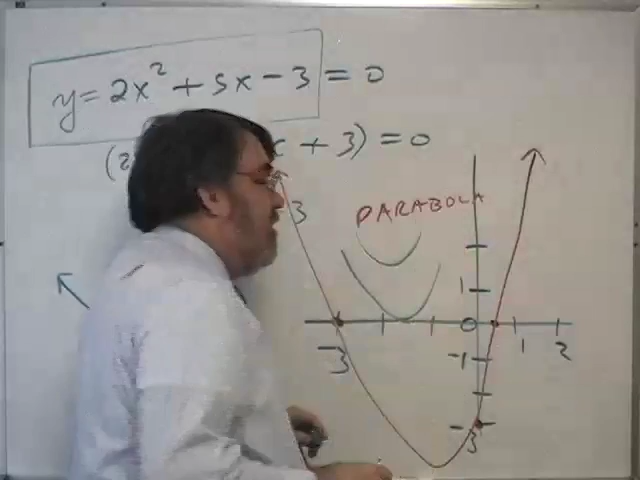 y = 2x² + 5x - 3 = 0
(2 x + 3) = 0
3
PARABOLA
1
0
-3
1
2
-1
-3